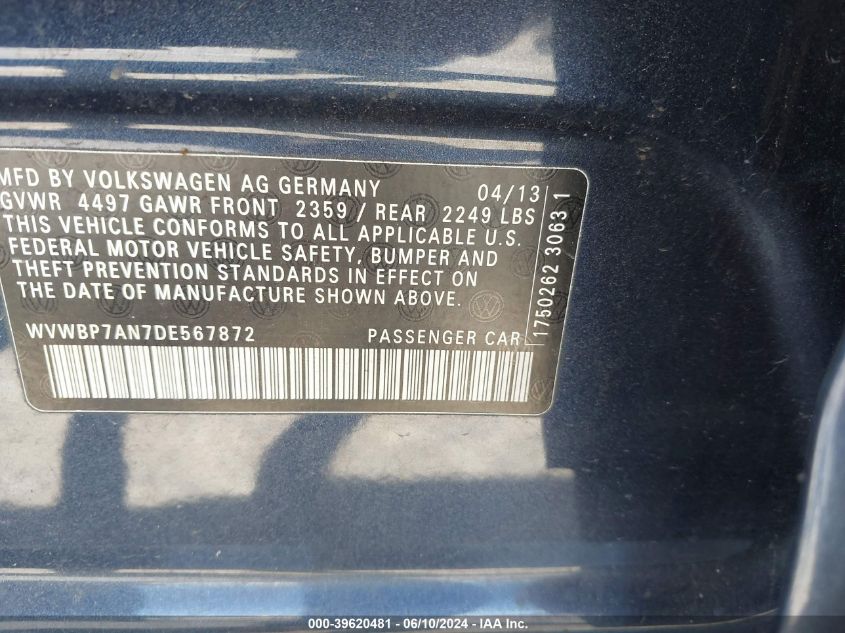 MFD BY VOLKSWAGEN AG GERMANY 04/13
GVWR 4497 GAWR FRONT 2359 / REAR 2249 LBS
THIS VEHICLE CONFORMS TO ALL APPLICABLE U.S.
FEDERAL MOTOR VEHICLE SAFETY, BUMPER AND
THEFT PREVENTION STANDARDS IN EFFECT ON
THE DATE OF MANUFACTURE SHOWN ABOVE.
WVWBP7AN7DE567872 PASSENGER CAR
1750262 3063 1
000-39620481 - 06/10/2024 - IAA Inc.